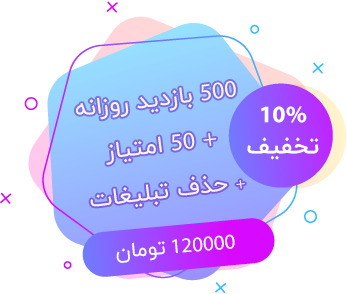 500 بازدید روزانه
+ 50 امتیاز
+ حذف تبلیغات
10%
تخفیف
120000 تومان